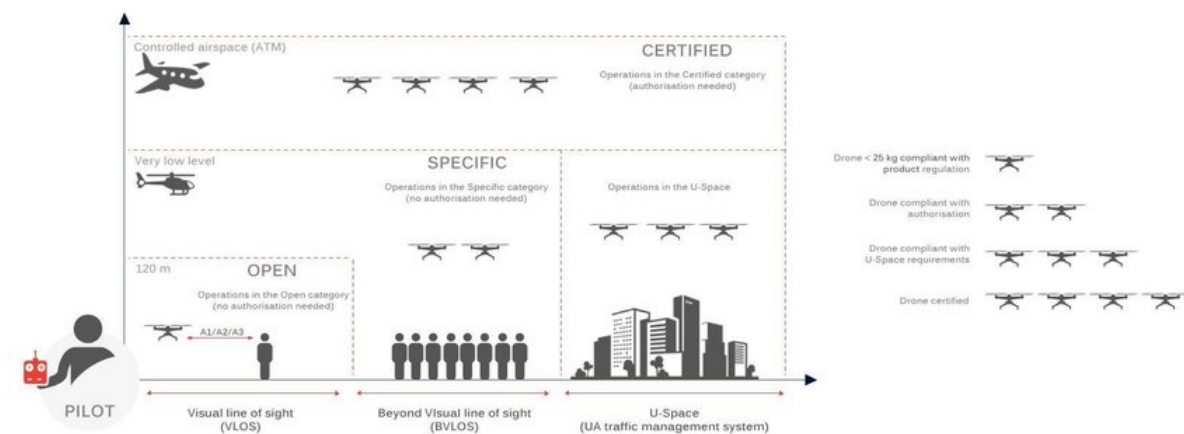 Controlled airspace (ATM)
CERTIFIED
Operations in the Certified category
(authorisation needed)
Very low level
SPECIFIC
Operations in the Specific category
(no authorisation needed)
Operations in the U-Space
120 m
OPEN
Operations in the Open category
(no authorisation needed)
A1/A2/A3
PILOT
Visual line of sight
(VLOS)
Beyond VIsual line of sight
(BVLOS)
U-Space
(UA traffic management system)
Drone < 25 kg compliant with
product regulation
Drone compliant with
authorisation
Drone compliant with
U-Space requirements
Drone certified